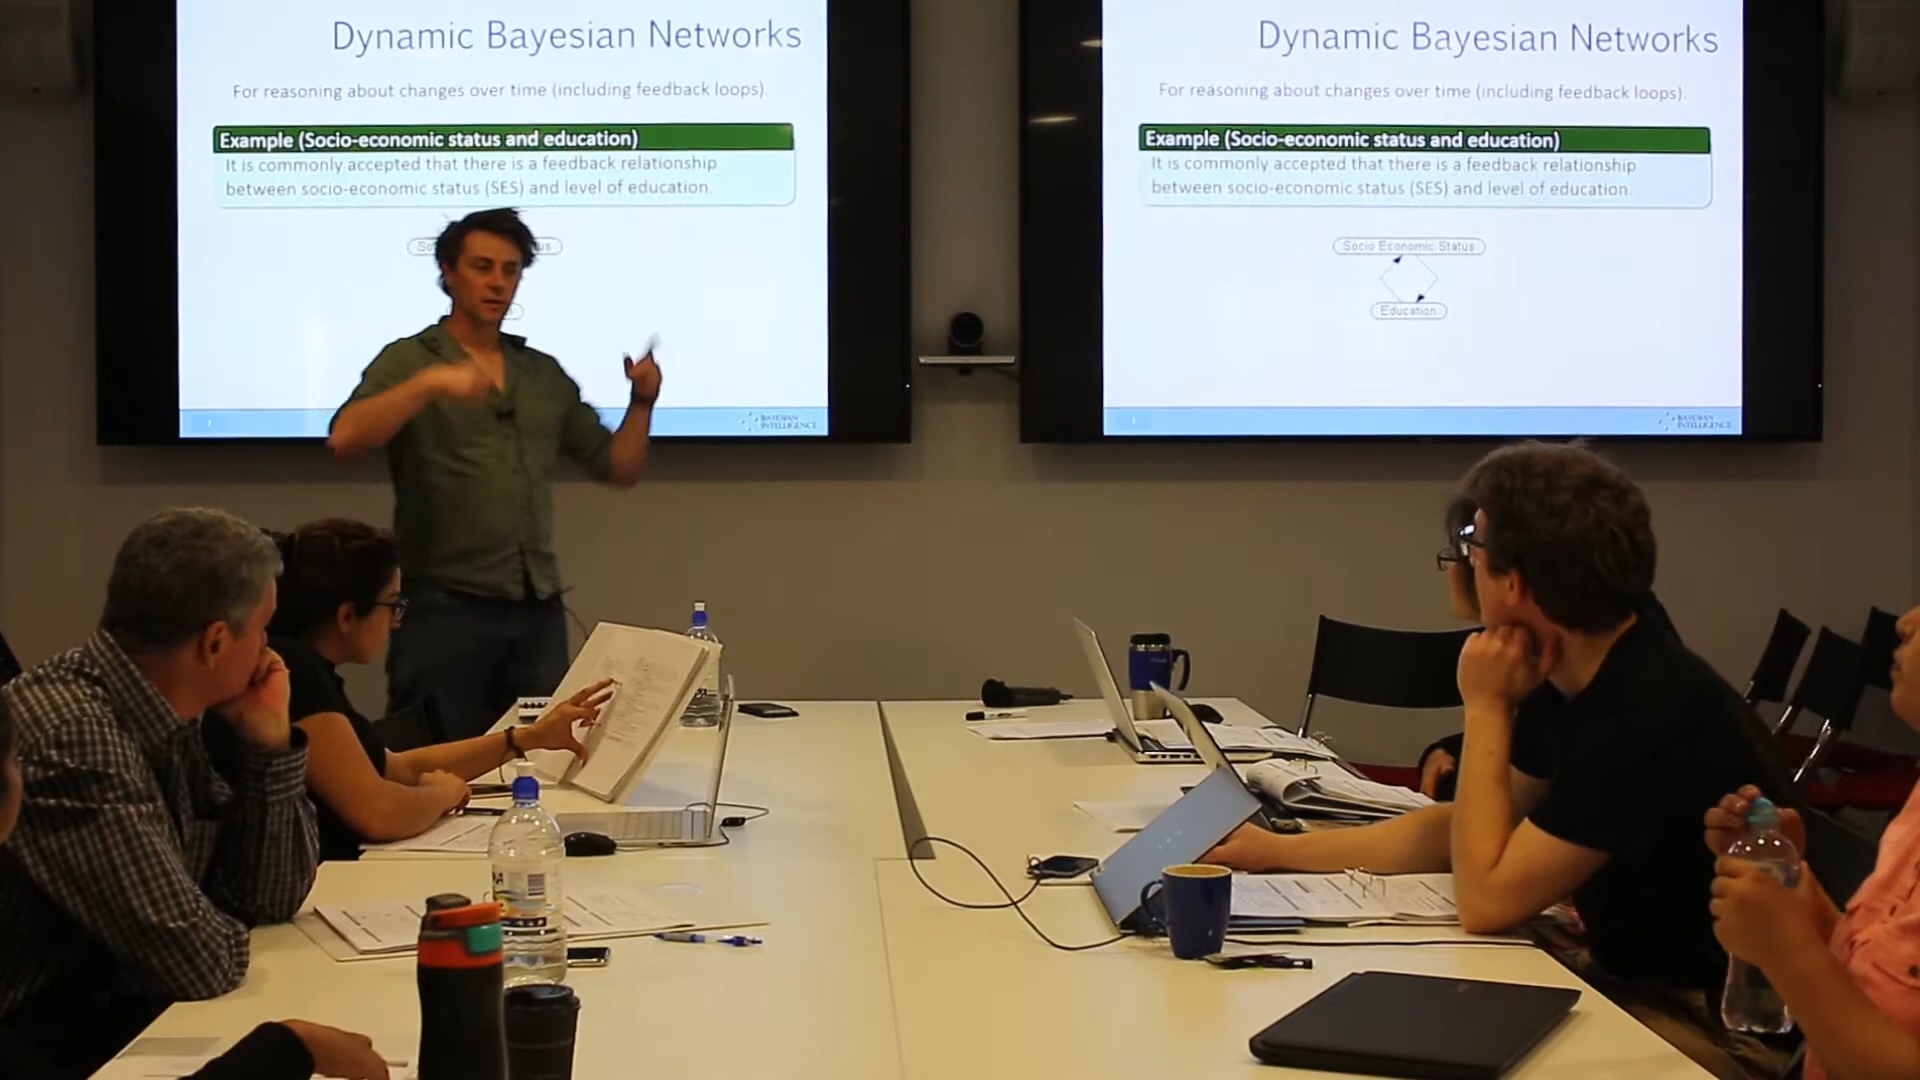 Dynamic Bayesian Networks
For reasoning about changes over time (including feedback loops).
Example (Socio-economic status and education)
It is commonly accepted that there is a feedback relationship
between socio-economic status (SES) and level of education.
BAYESIAN
INTELLIGENCE
Dynamic Bayesian Networks
For reasoning about changes over time (including feedback loops).
Example (Socio-economic status and education)
It is commonly accepted that there is a feedback relationship
between socio-economic status (SES) and level of education.
Socio Economic Status
Education
BAYESIAN
INTELLIGENCE